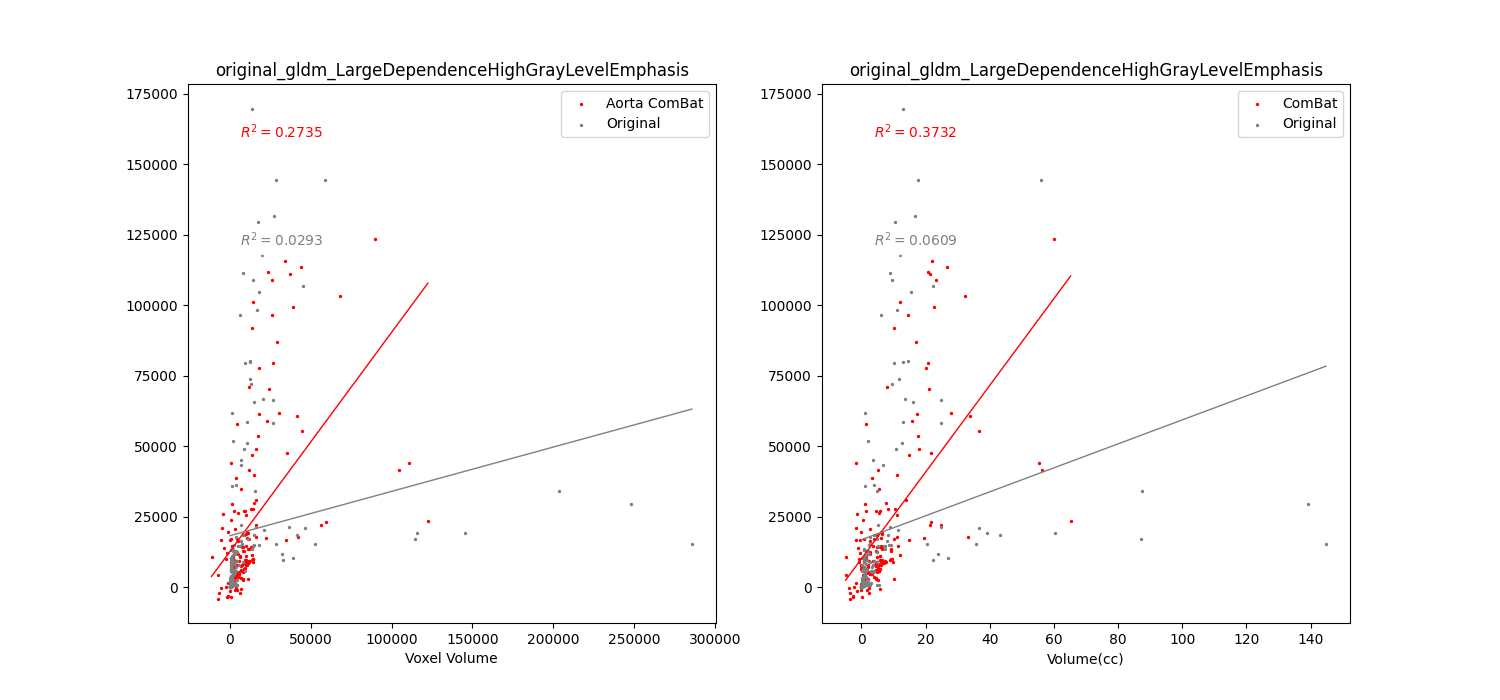 original_gldm_LargeDependenceHighGrayLevelEmphasis
175000
150000
125000
100000
75000
50000
25000
0
R² = 0.2735
R² = 0.0293
Aorta ComBat
Original
0 50000 100000 150000 200000 250000 300000
Voxel Volume
original_gldm_LargeDependenceHighGrayLevelEmphasis
175000
150000
125000
100000
75000
50000
25000
0
R² = 0.3732
R² = 0.0609
ComBat
Original
0 20 40 60 80 100 120 140
Volume(cc)